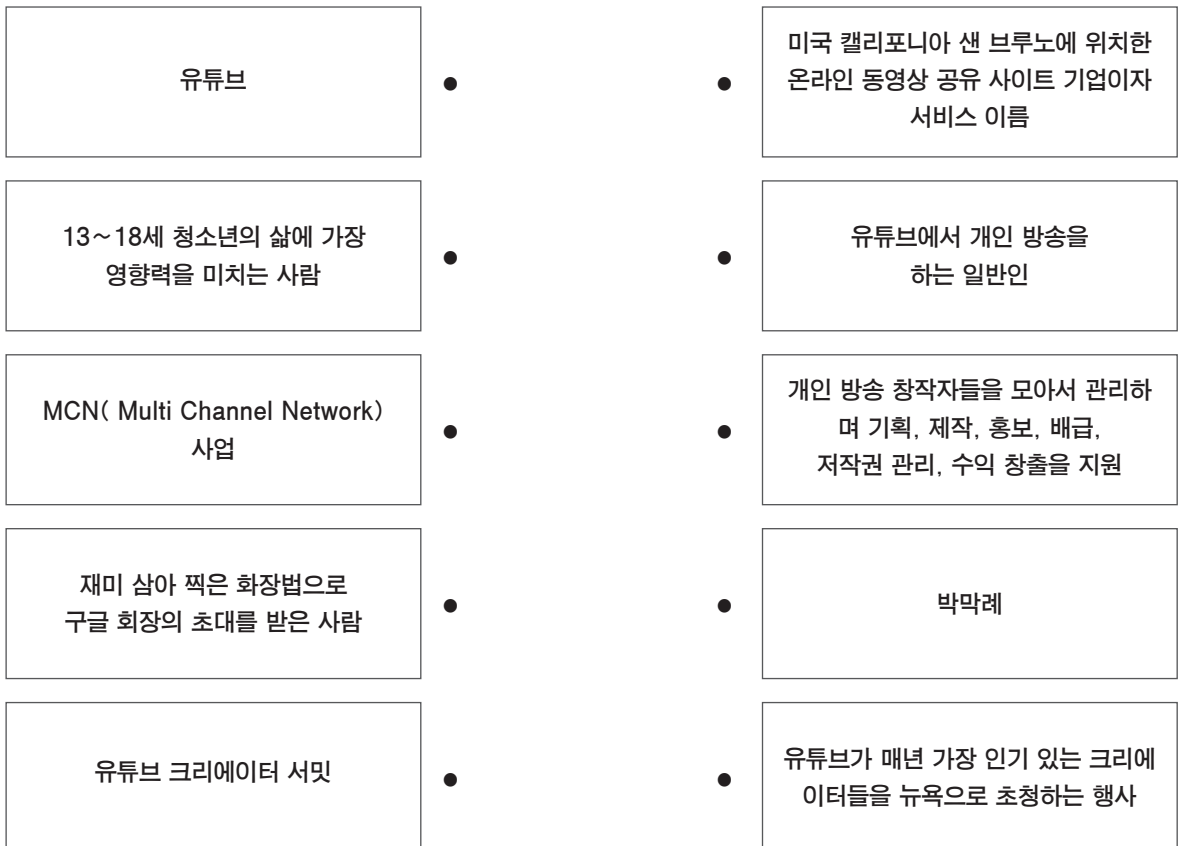 유튜브
미국 캘리포니아 샌 브루노에 위치한
온라인 동영상 공유 사이트 기업이자
서비스 이름
13～18세 청소년의 삶에 가장
영향력을 미치는 사람
유튜브에서 개인 방송을
하는 일반인
MCN( Multi Channel Network)
사업
개인 방송 창작자들을 모아서 관리하
며 기획, 제작, 홍보, 배급,
저작권 관리, 수익 창출을 지원
재미 삼아 찍은 화장법으로
구글 회장의 초대를 받은 사람
박막례
유튜브 크리에이터 서밋
유튜브가 매년 가장 인기 있는 크리에
이터들을 뉴욕으로 초청하는 행사